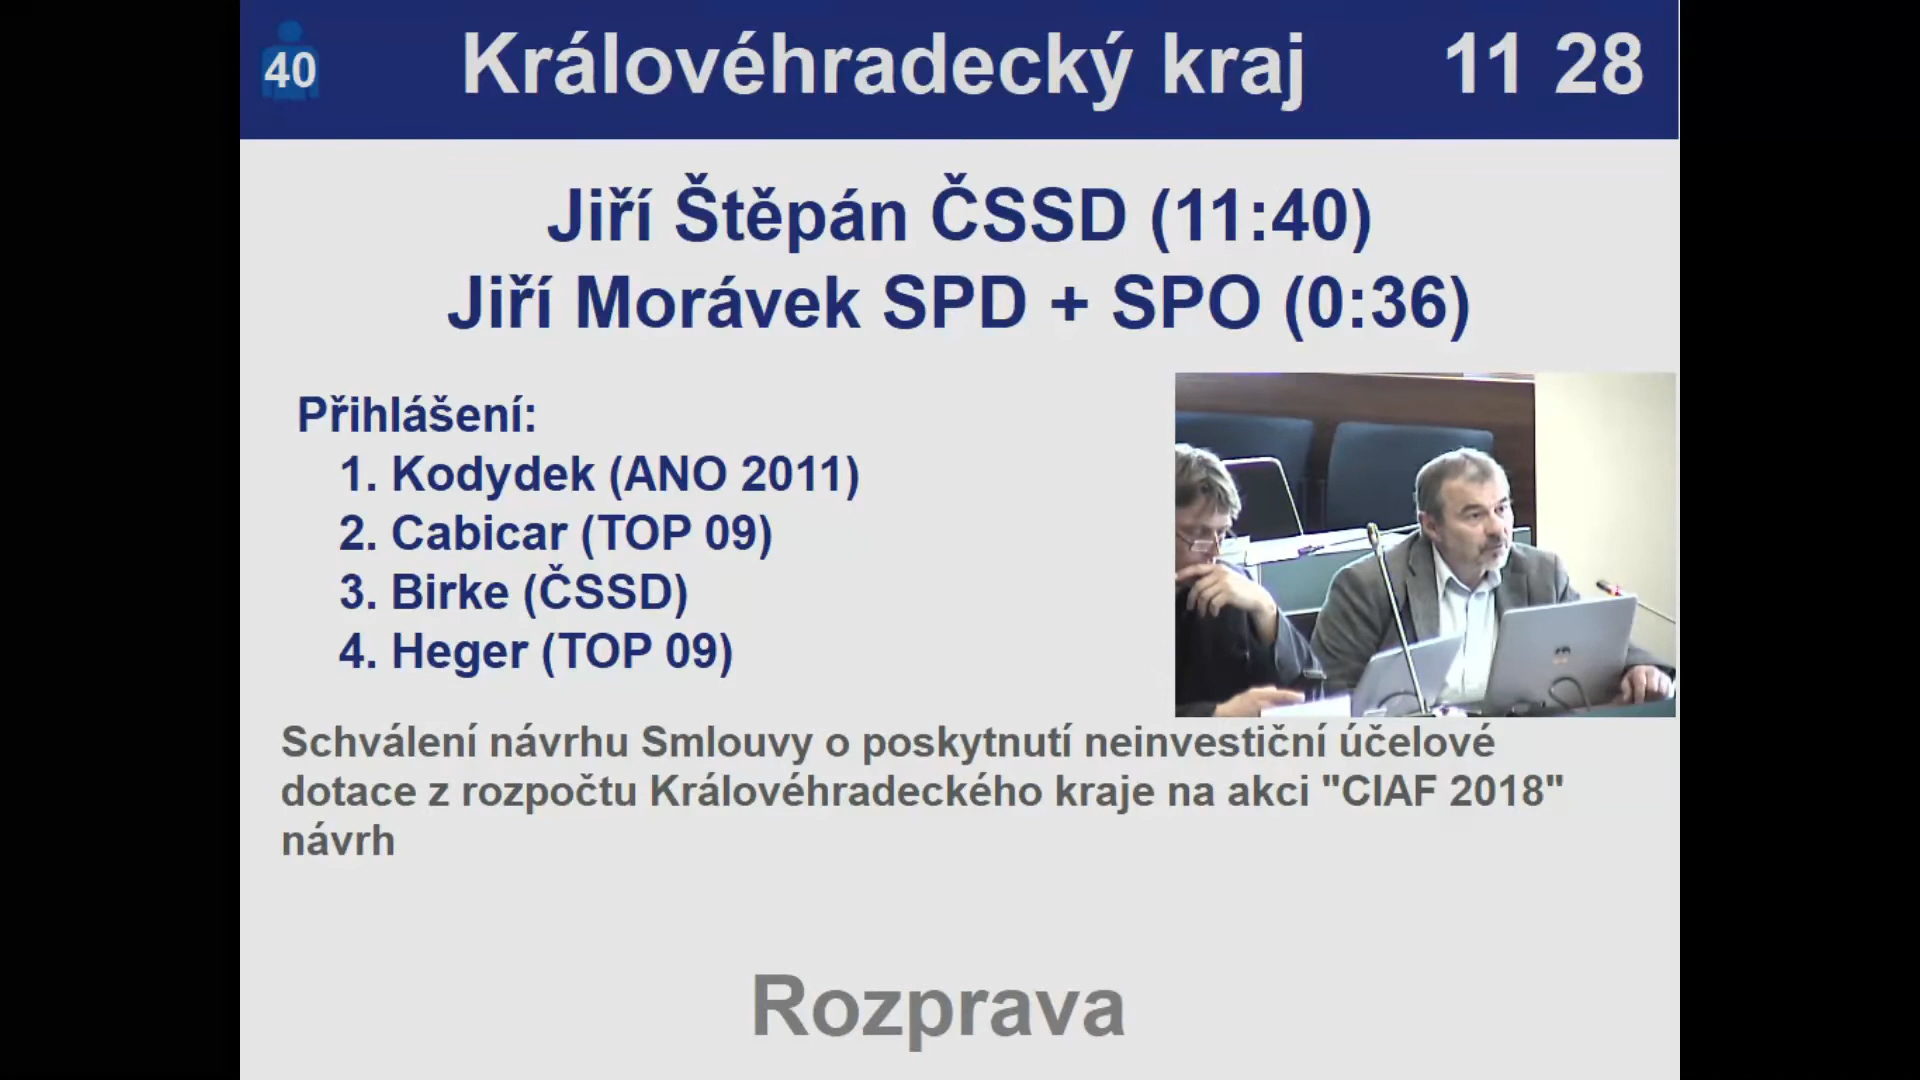 40
Královéhradecký kraj
11 28
Jiří Štěpán ČSSD (11:40)
Jiří Morávek SPD + SPO (0:36)
Přihlášení:
1. Kodydek (ANO 2011)
2. Cabicar (TOP 09)
3. Birke (ČSSD)
4. Heger (TOP 09)
Schválení návrhu Smlouvy o poskytnutí neinvestiční účelové
dotace z rozpočtu Královéhradeckého kraje na akci "CIAF 2018"
návrh
Rozprava